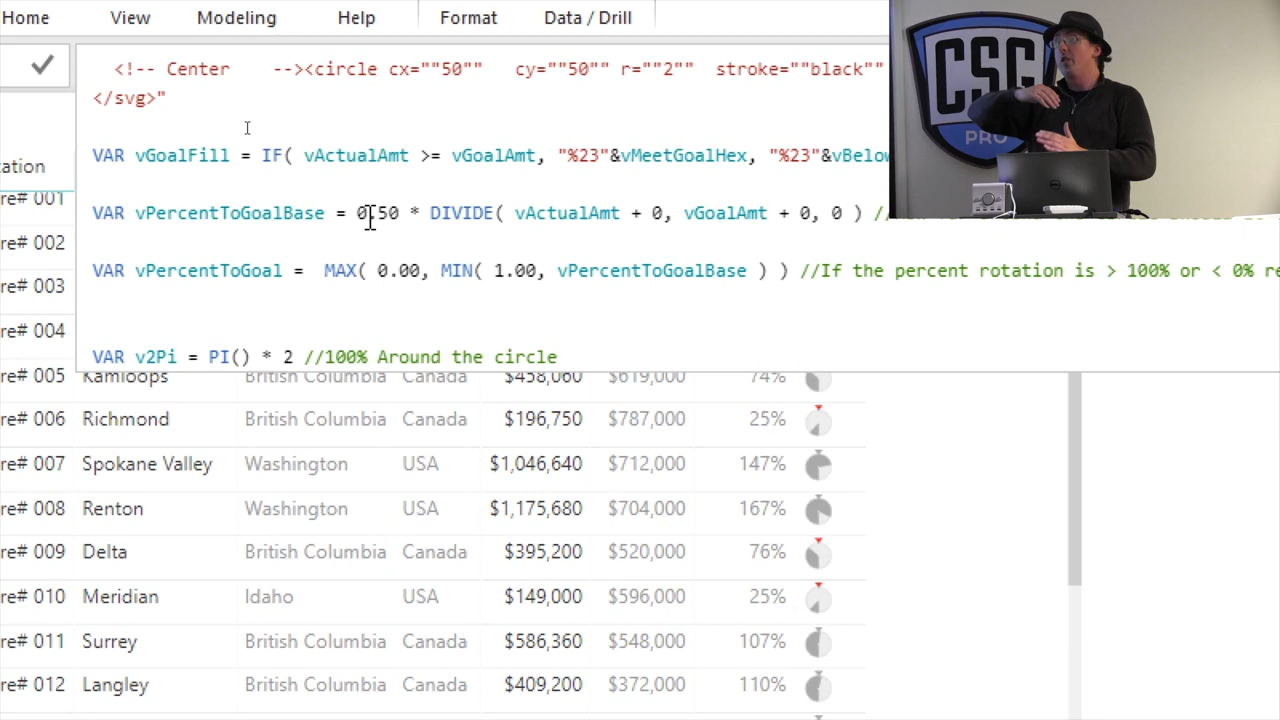 Home View Modeling Help Format Data / Drill
<!-- Center --><circle cx=""50"" cy=""50"" r=""2"" stroke=""black""
</svg>"
VAR vGoalFill = IF( vActualAmt >= vGoalAmt, "%23"&vMeetGoalHex, "%23"&vBelow
VAR vPercentToGoalBase = 0.50 * DIVIDE( vActualAmt + 0, vGoalAmt + 0, 0 ) //
VAR vPercentToGoal = MAX( 0.00, MIN( 1.00, vPercentToGoalBase ) ) //If the percent rotation is > 100% or < 0% re
VAR v2Pi = PI() * 2 //100% Around the circle
ation
re# 001
re# 002
re# 003
re# 004
re# 005 Kamloops British Columbia Canada $458,060 $619,000 74%
re# 006 Richmond British Columbia Canada $196,750 $787,000 25%
re# 007 Spokane Valley Washington USA $1,046,640 $712,000 147%
re# 008 Renton Washington USA $1,175,680 $704,000 167%
re# 009 Delta British Columbia Canada $395,200 $520,000 76%
re# 010 Meridian Idaho USA $149,000 $596,000 25%
re# 011 Surrey British Columbia Canada $586,360 $548,000 107%
re# 012 Langley British Columbia Canada $409,200 $372,000 110%
CSG
PRO
DELL